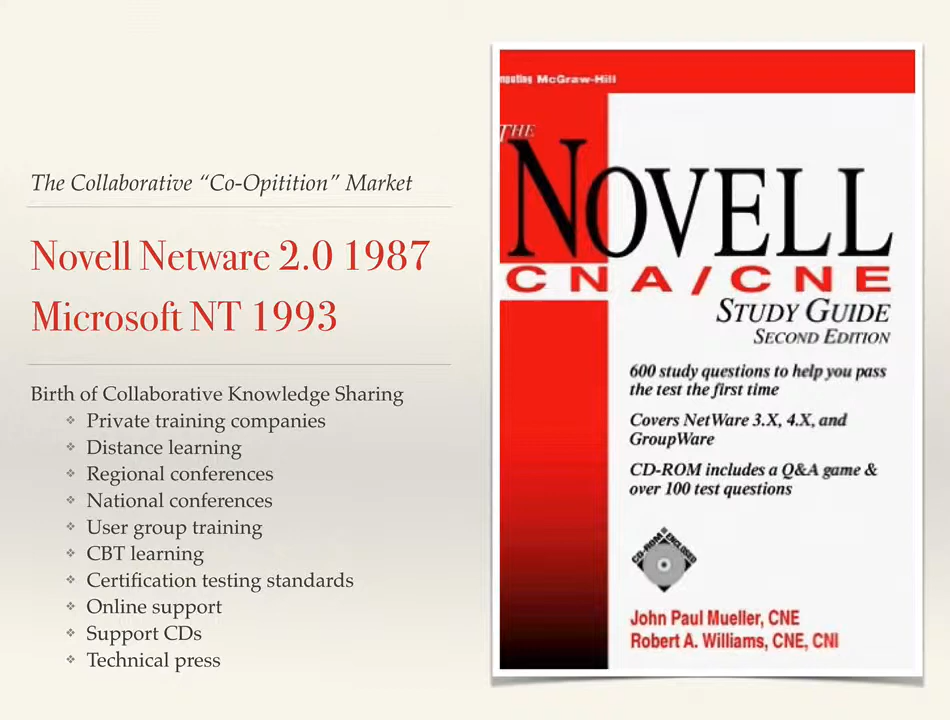 The Collaborative “Co-Opitition” Market
Novell Netware 2.0 1987
Microsoft NT 1993
Birth of Collaborative Knowledge Sharing
❖ Private training companies
❖ Distance learning
❖ Regional conferences
❖ National conferences
❖ User group training
❖ CBT learning
❖ Certification testing standards
❖ Online support
❖ Support CDs
❖ Technical press
mputing McGraw-Hill
THE
NOVELL
CNA/CNE
STUDY GUIDE
SECOND EDITION
600 study questions to help you pass
the test the first time
Covers NetWare 3.X, 4.X, and
GroupWare
CD-ROM includes a Q&A game &
over 100 test questions
CD-ROM ENCLOSED
John Paul Mueller, CNE
Robert A. Williams, CNE, CNI